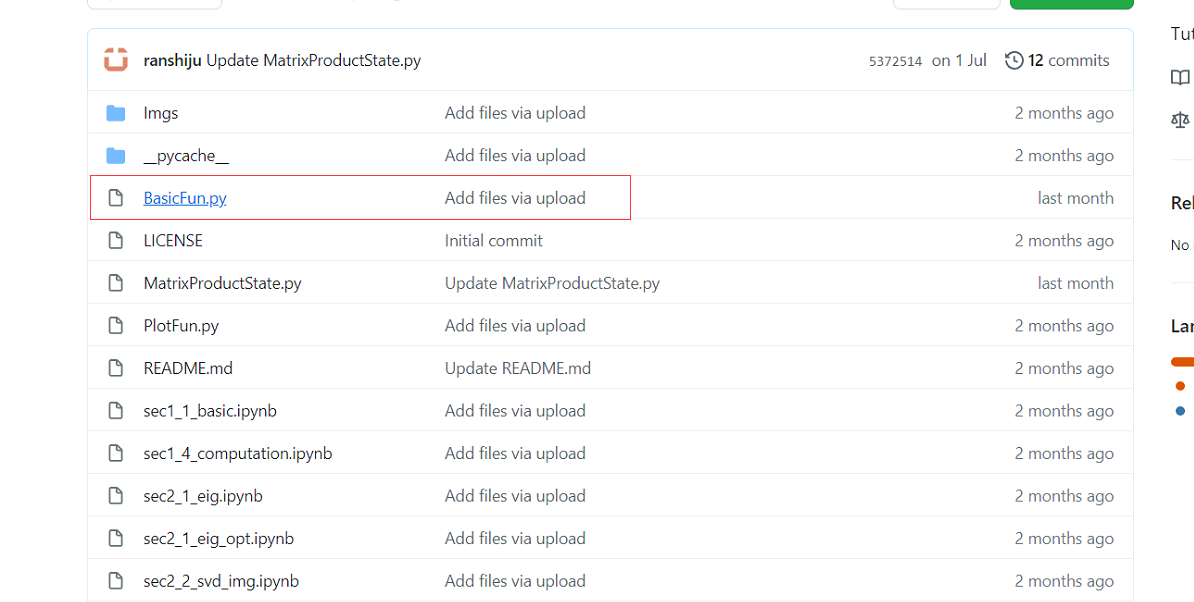 ranshiju Update MatrixProductState.py 5372514 on 1 Jul 12 commits
Imgs Add files via upload 2 months ago
__pycache__ Add files via upload 2 months ago
BasicFun.py Add files via upload last month
LICENSE Initial commit 2 months ago
MatrixProductState.py Update MatrixProductState.py last month
PlotFun.py Add files via upload 2 months ago
README.md Update README.md 2 months ago
sec1_1_basic.ipynb Add files via upload 2 months ago
sec1_4_computation.ipynb Add files via upload 2 months ago
sec2_1_eig.ipynb Add files via upload 2 months ago
sec2_1_eig_opt.ipynb Add files via upload 2 months ago
sec2_2_svd_img.ipynb Add files via upload 2 months ago
Tut
Rel
No
Lan